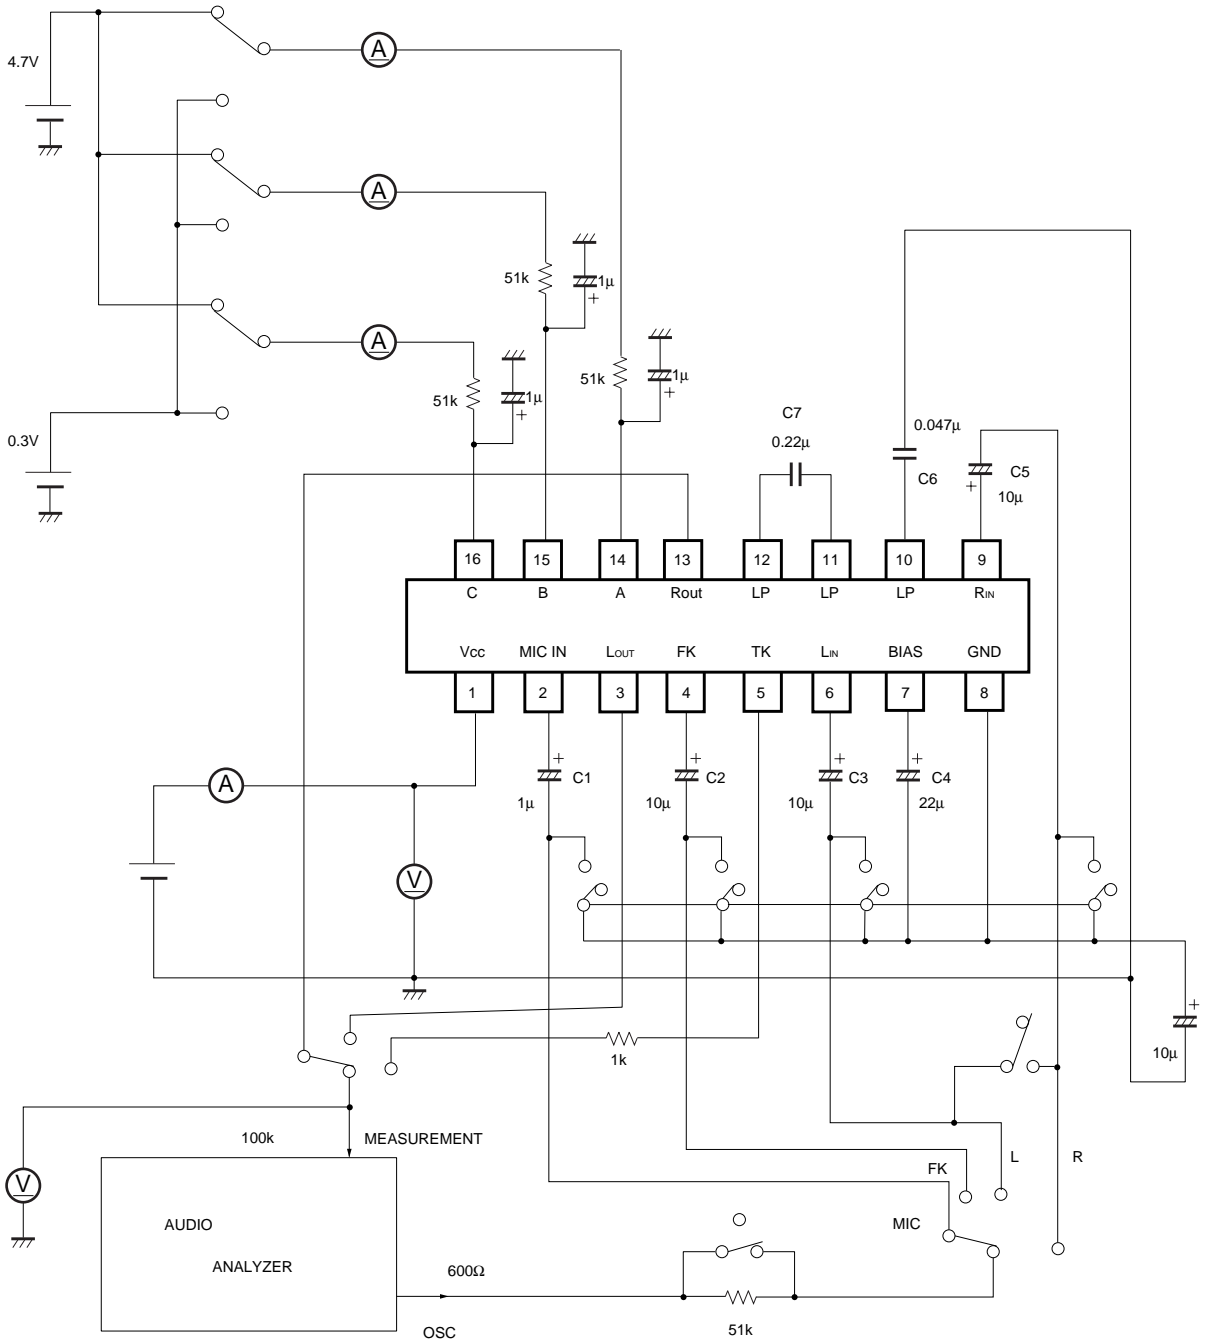 4.7V
A
A
51k
1μ
+
A
51k
1μ
+
51k
1μ
+
0.3V
C7
0.22μ
0.047μ
C6
+
C5
10μ
16 15 14 13 12 11 10 9
C B A Rout LP LP LP RIN
Vcc MIC IN LOUT FK TK LIN BIAS GND
1 2 3 4 5 6 7 8
A
+
C1
1μ
+
C2
10μ
+
C3
10μ
+
C4
22μ
V
+
10μ
1k
100k
MEASUREMENT
V
FK
L
R
MIC
AUDIO
ANALYZER
600Ω
OSC
51k